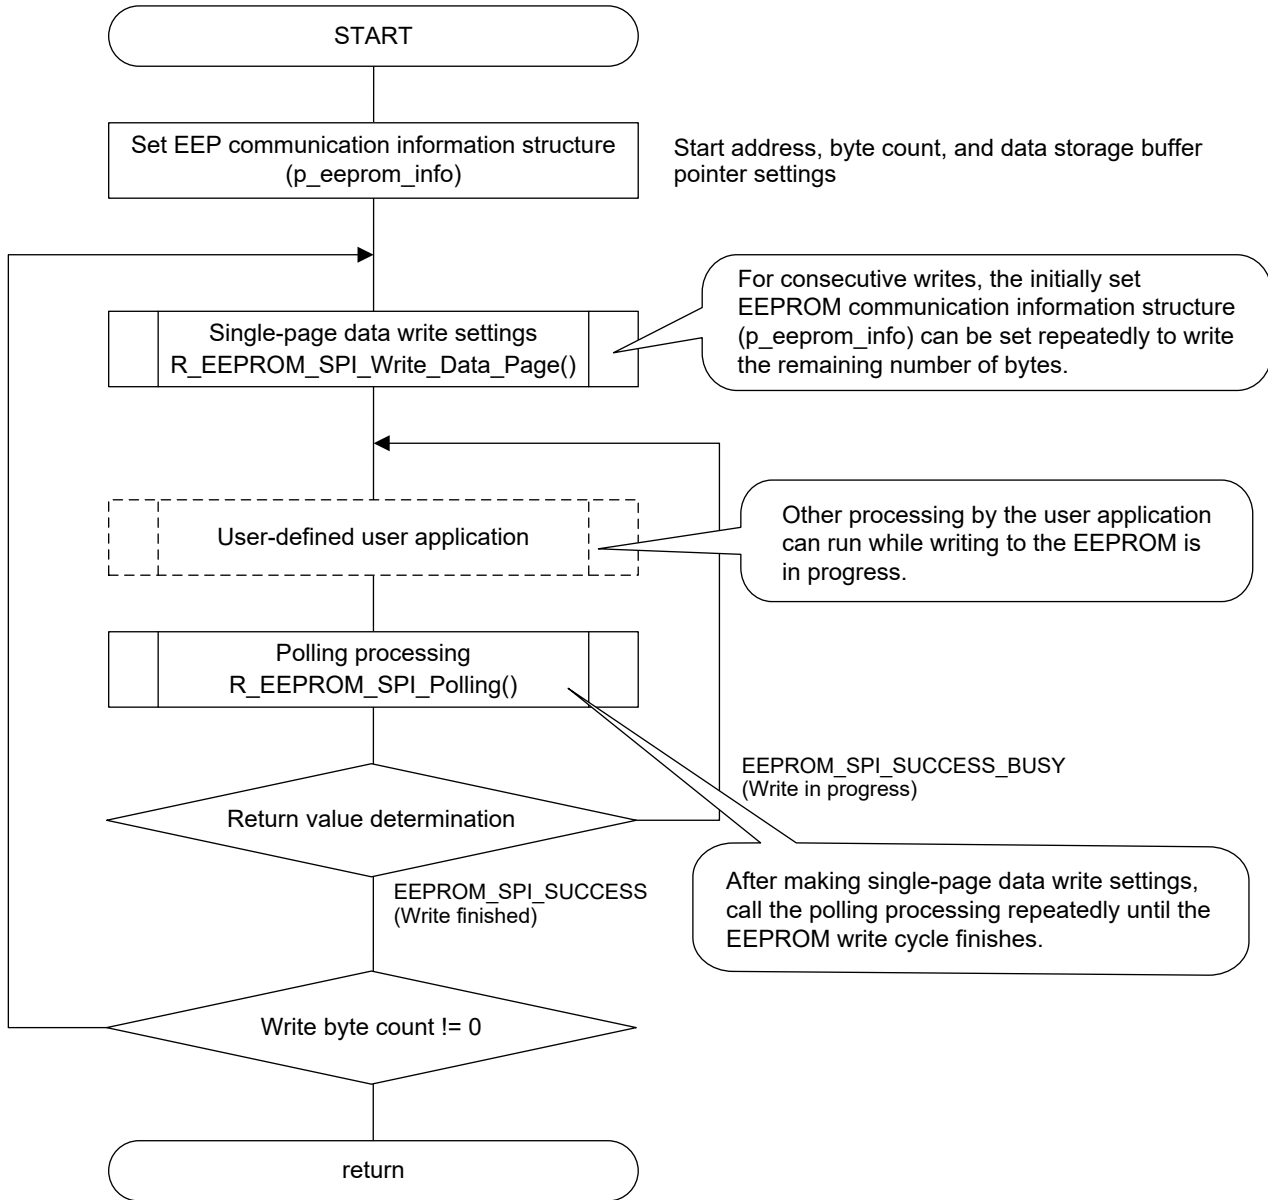 START
Set EEP communication information structure
(p_eeprom_info)
Start address, byte count, and data storage buffer
pointer settings
For consecutive writes, the initially set
EEPROM communication information structure
(p_eeprom_info) can be set repeatedly to write
the remaining number of bytes.
Single-page data write settings
R_EEPROM_SPI_Write_Data_Page()
User-defined user application
Other processing by the user application
can run while writing to the EEPROM is
in progress.
Polling processing
R_EEPROM_SPI_Polling()
EEPROM_SPI_SUCCESS_BUSY
(Write in progress)
Return value determination
EEPROM_SPI_SUCCESS
(Write finished)
After making single-page data write settings,
call the polling processing repeatedly until the
EEPROM write cycle finishes.
Write byte count != 0
return